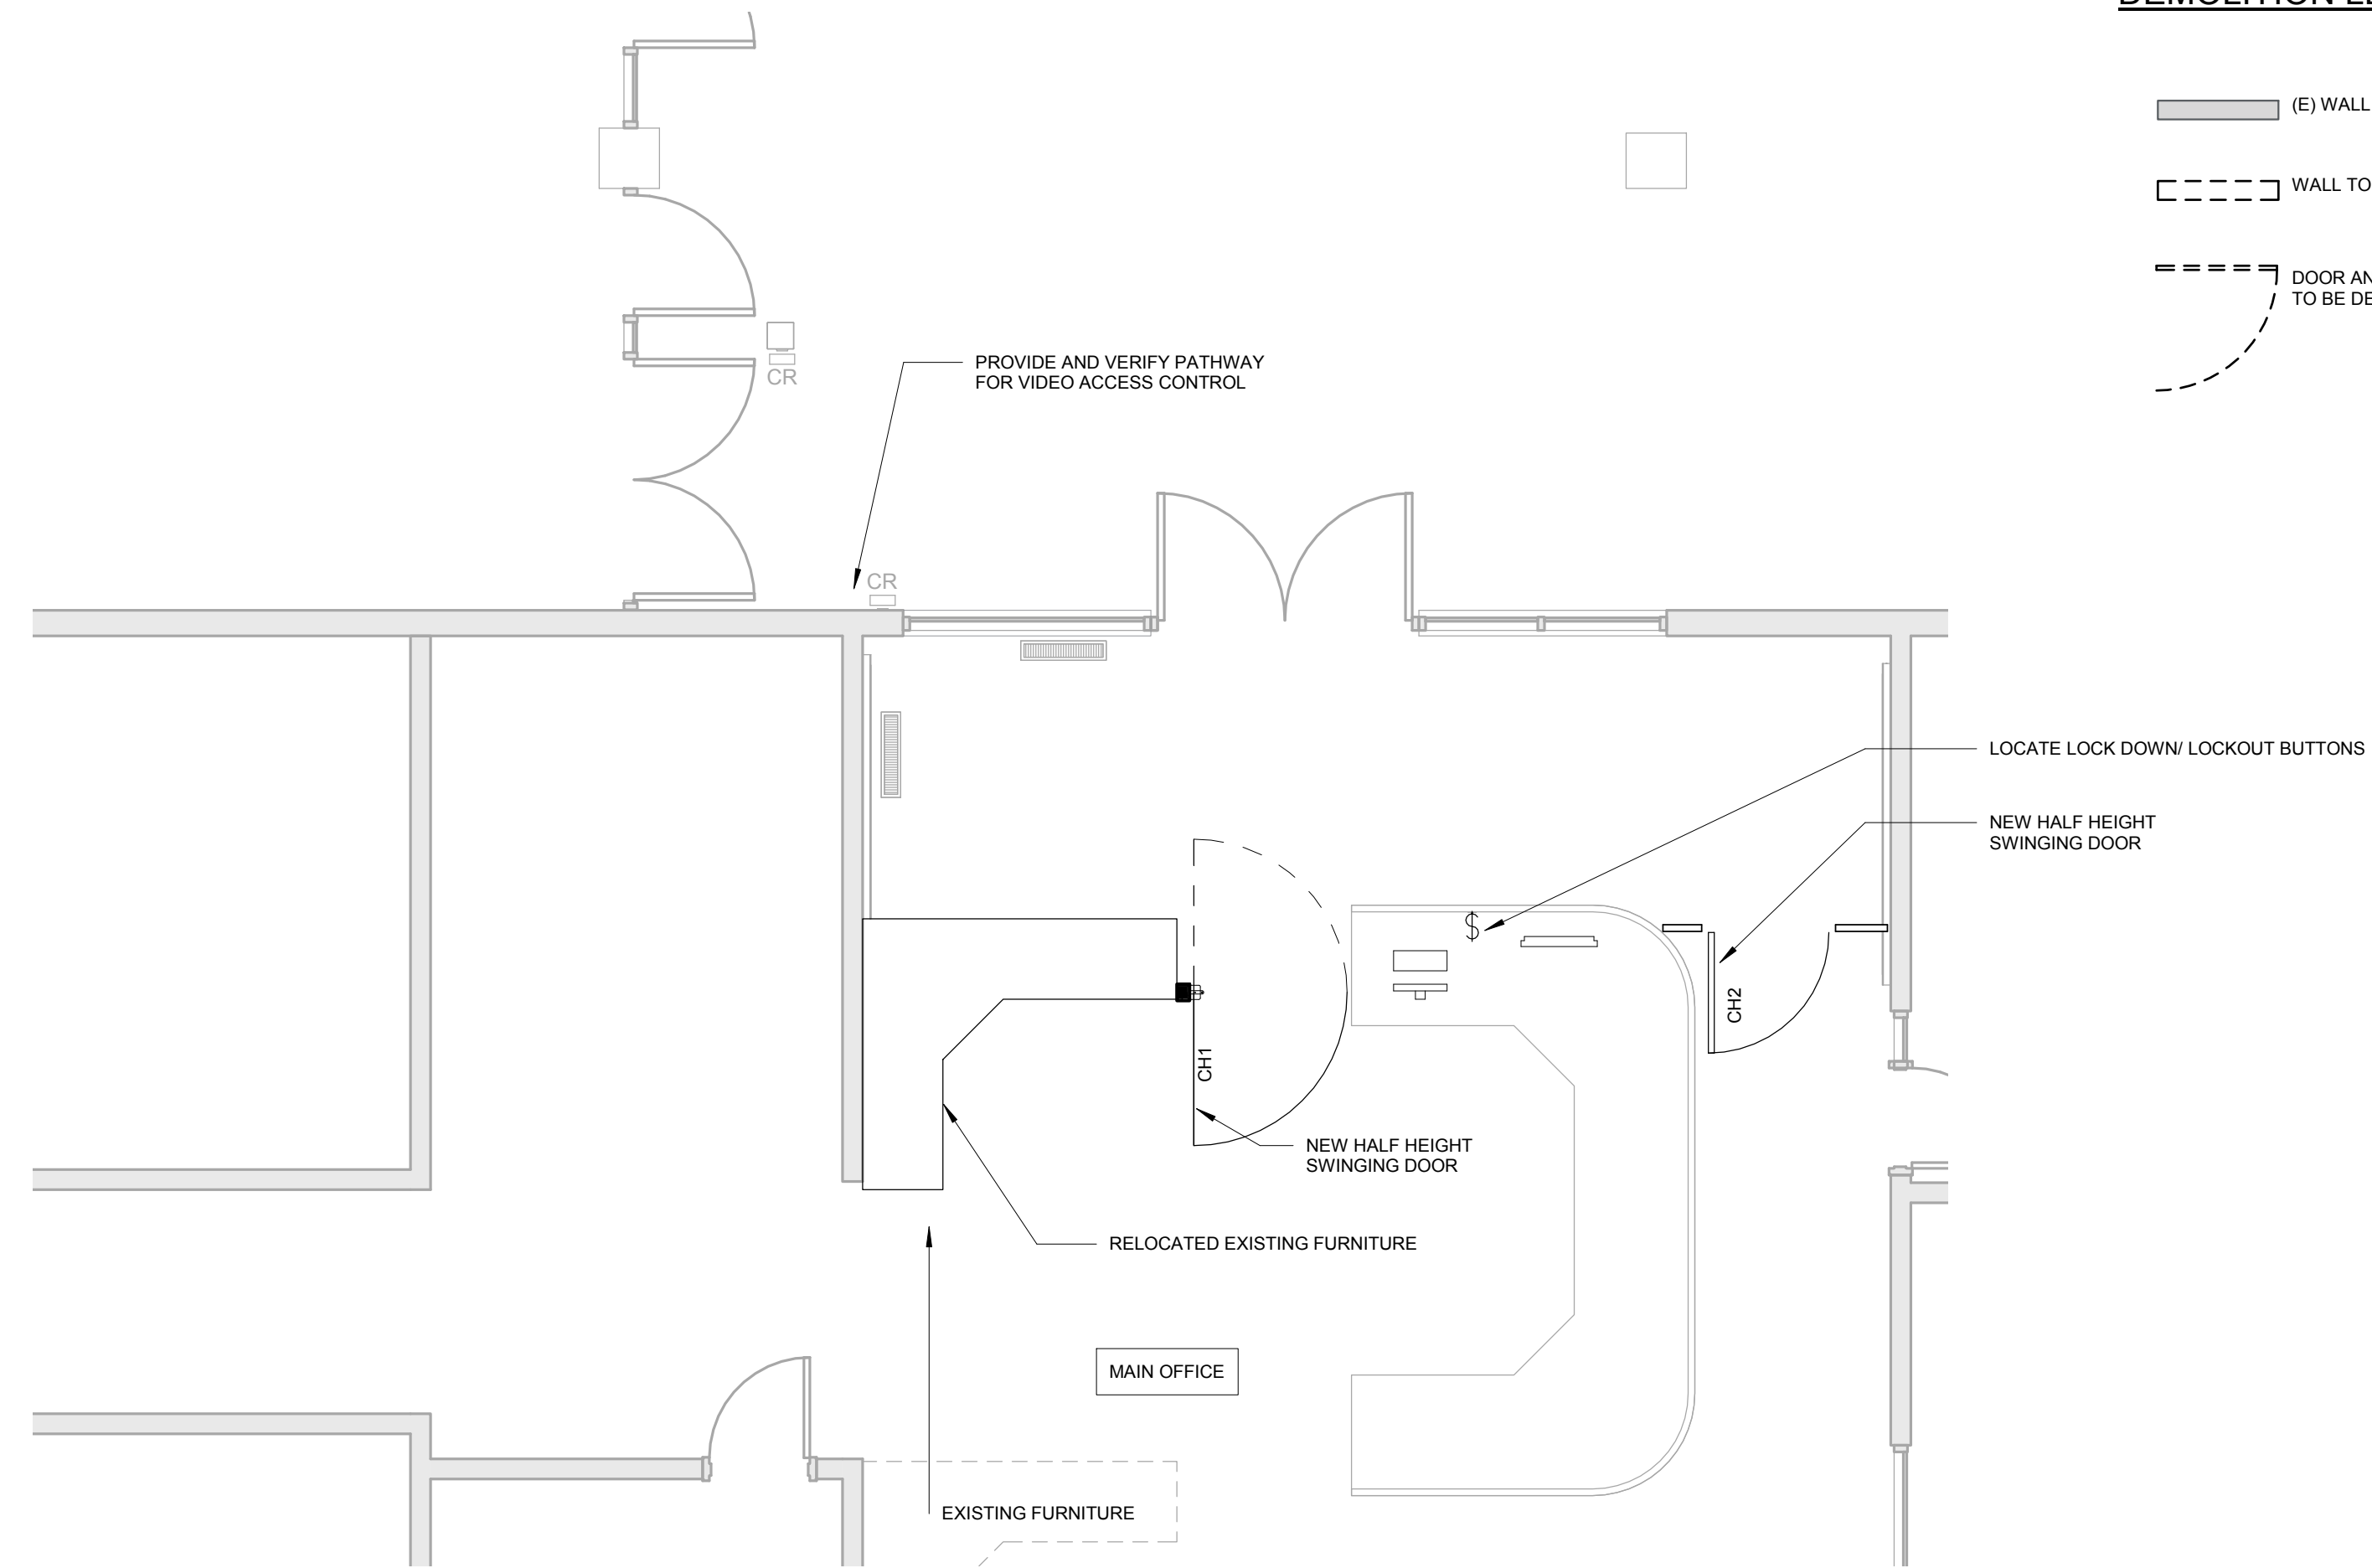 (E) WALL
WALL TO
DOOR AN
TO BE DE
CR
PROVIDE AND VERIFY PATHWAY
FOR VIDEO ACCESS CONTROL
CR
LOCATE LOCK DOWN/ LOCKOUT BUTTONS
NEW HALF HEIGHT
SWINGING DOOR
$
CH2
CH1
NEW HALF HEIGHT
SWINGING DOOR
RELOCATED EXISTING FURNITURE
MAIN OFFICE
EXISTING FURNITURE